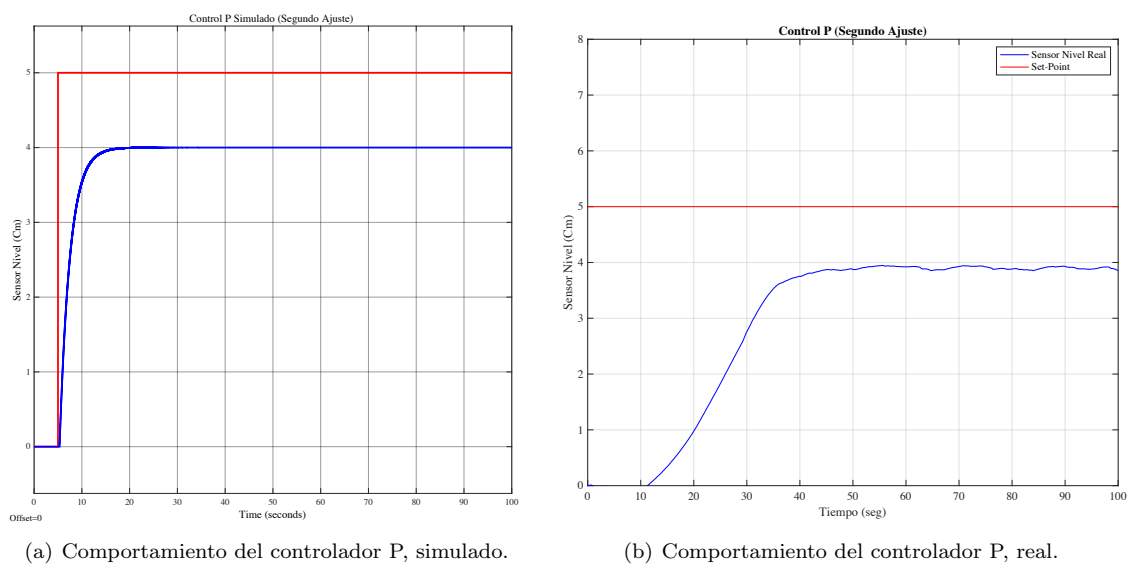 Control P Simulado (Segundo Ajuste)
5
4
3
2
1
0
Sensor Nivel (Cm)
0 10 20 30 40 50 60 70 80 90 100
Time (seconds)
Offset=0
(a) Comportamiento del controlador P, simulado.
Control P (Segundo Ajuste)
Sensor Nivel Real
Set-Point
8
7
6
5
4
3
2
1
0
Sensor Nivel (Cm)
0 10 20 30 40 50 60 70 80 90 100
Tiempo (seg)
(b) Comportamiento del controlador P, real.